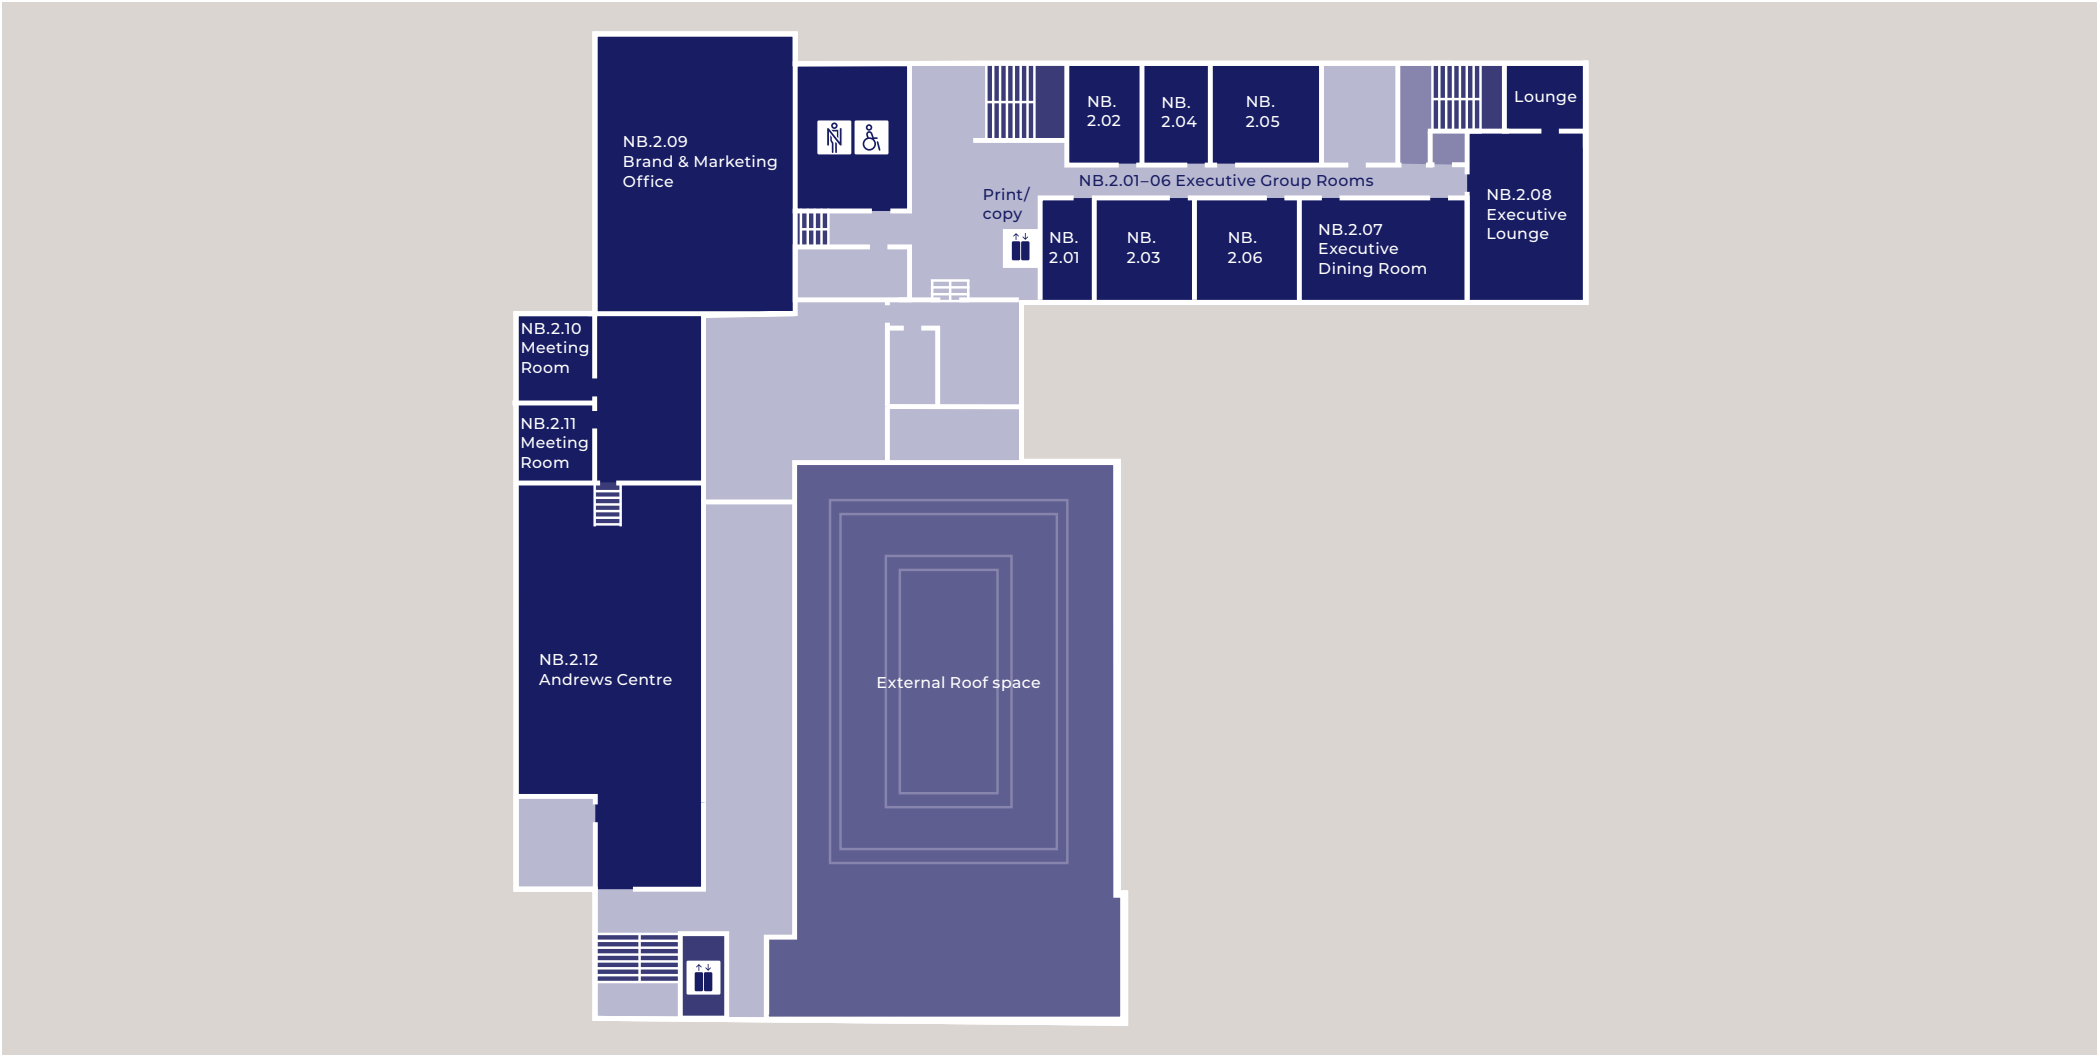 NB.2.09
Brand & Marketing
Office
NB.
2.02
NB.
2.04
NB.
2.05
Lounge
NB.2.01–06 Executive Group Rooms
Print/
copy
NB.
2.01
NB.
2.03
NB.
2.06
NB.2.07
Executive
Dining Room
NB.2.08
Executive
Lounge
NB.2.10
Meeting
Room
NB.2.11
Meeting
Room
NB.2.12
Andrews Centre
External Roof space